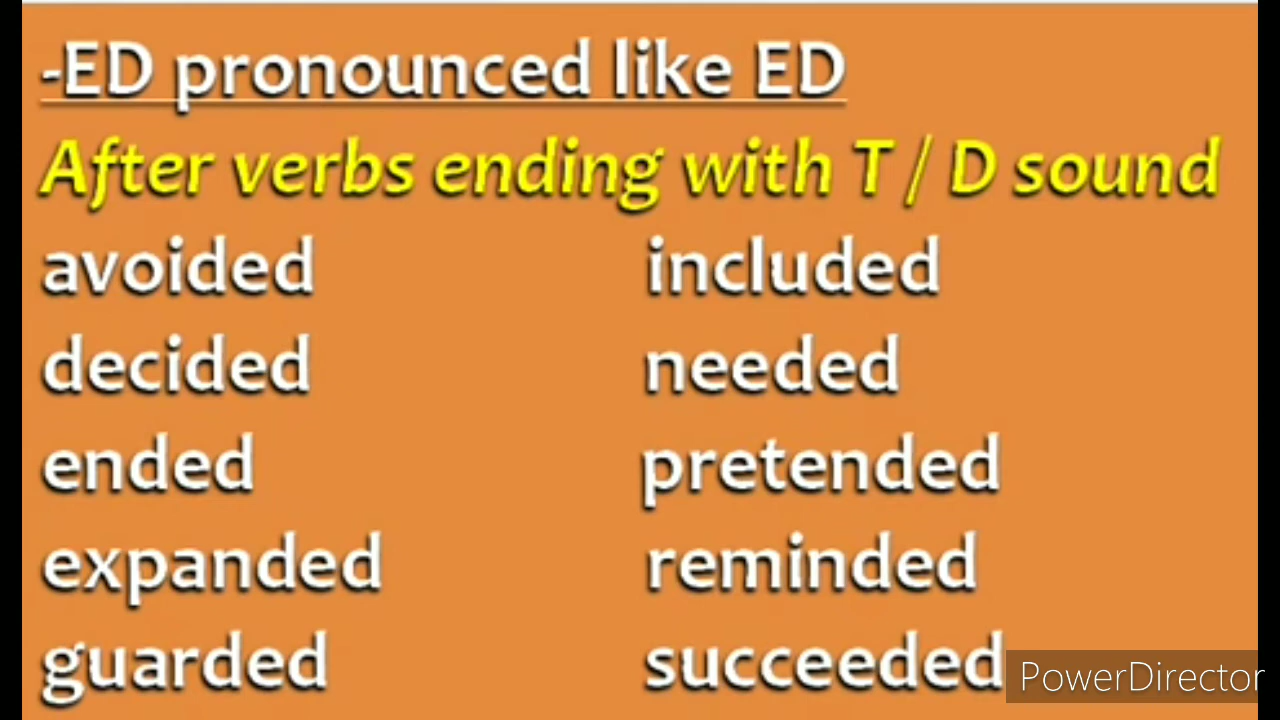 -ED pronounced like ED
After verbs ending with T / D sound
avoided included
decided needed
ended pretended
expanded reminded
guarded succeeded
PowerDirector